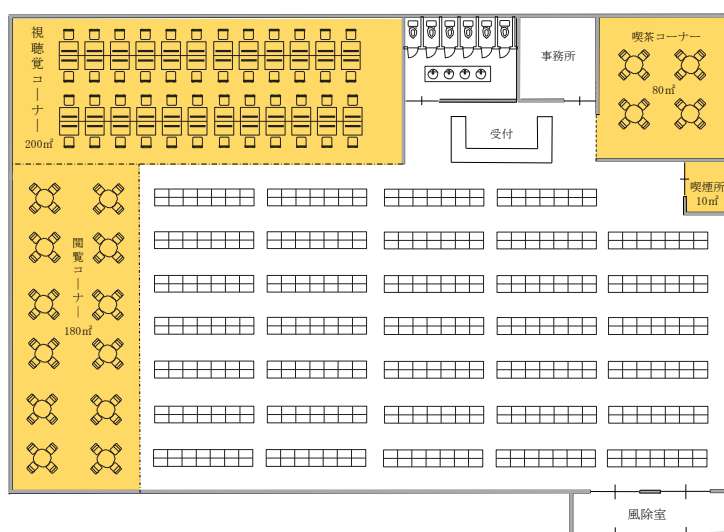 視聴覚コーナー
200㎡
事務所
喫茶コーナー
80㎡
受付
喫煙所
10㎡
閲覧コーナー
180㎡
風除室